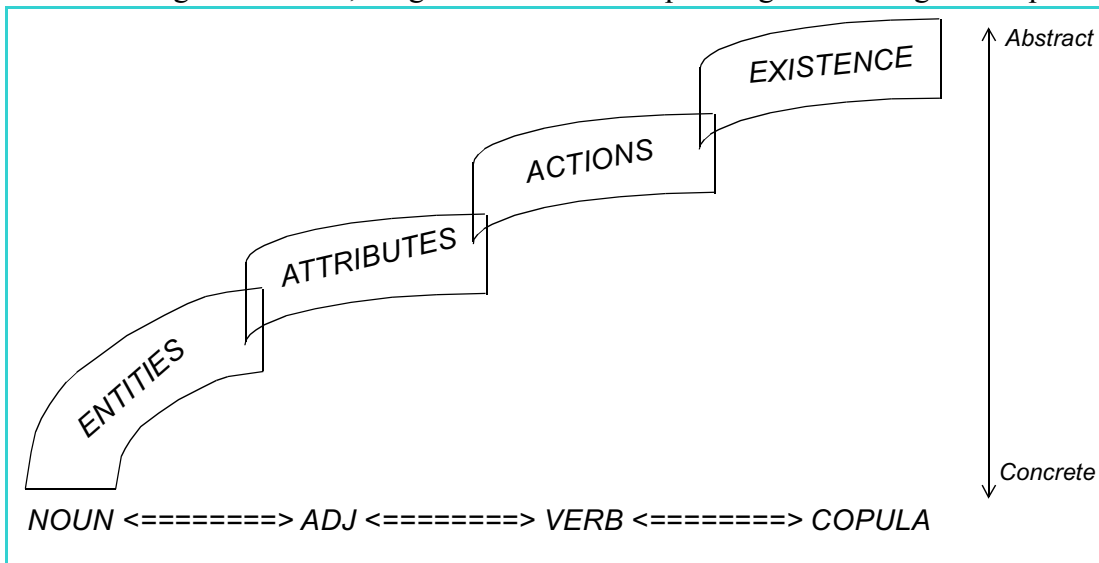 EXISTENCE
Abstract
ACTIONS
ATTRIBUTES
ENTITIES
Concrete
NOUN <========> ADJ <========> VERB <========> COPULA